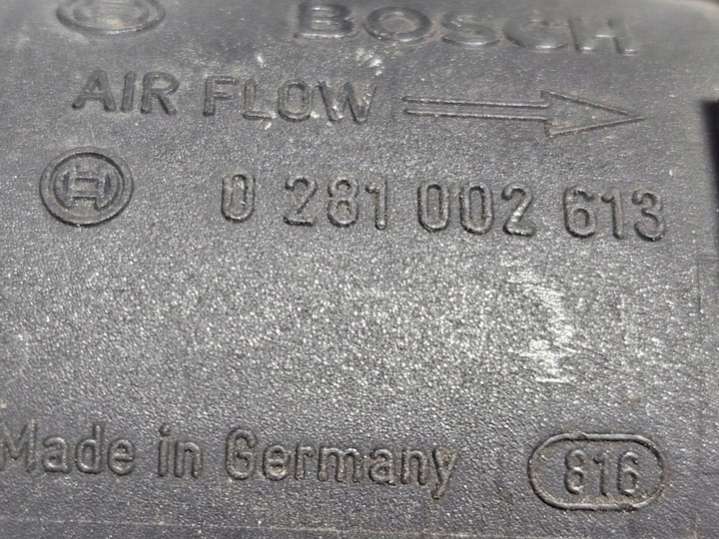 BOSCH
AIR FLOW
0 281 002 613
Made in Germany 816